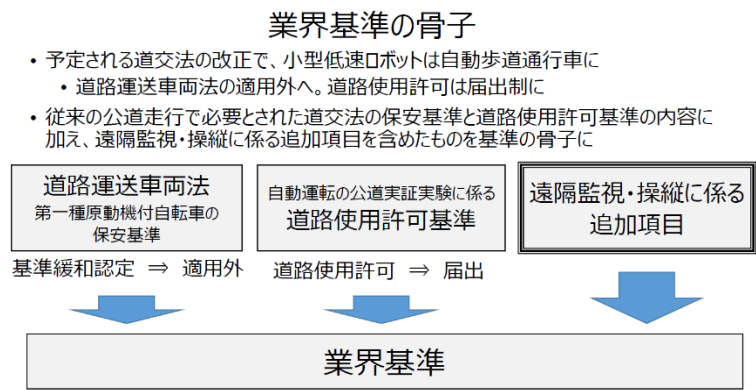 業界基準の骨子
• 予定される道交法の改正で、小型低速ロボットは自動歩道通行車に
• 道路運送車両法の適用外へ。道路使用許可は届出制に
• 従来の公道走行で必要とされた道交法の保安基準と道路使用許可基準の内容に
加え、遠隔監視・操縦に係る追加項目を含めたものを基準の骨子に
道路運送車両法
第一種原動機付自転車の
保安基準
自動運転の公道実証実験に係る
道路使用許可基準
遠隔監視・操縦に係る
追加項目
基準緩和認定 ⇒ 適用外
道路使用許可 ⇒ 届出
業界基準